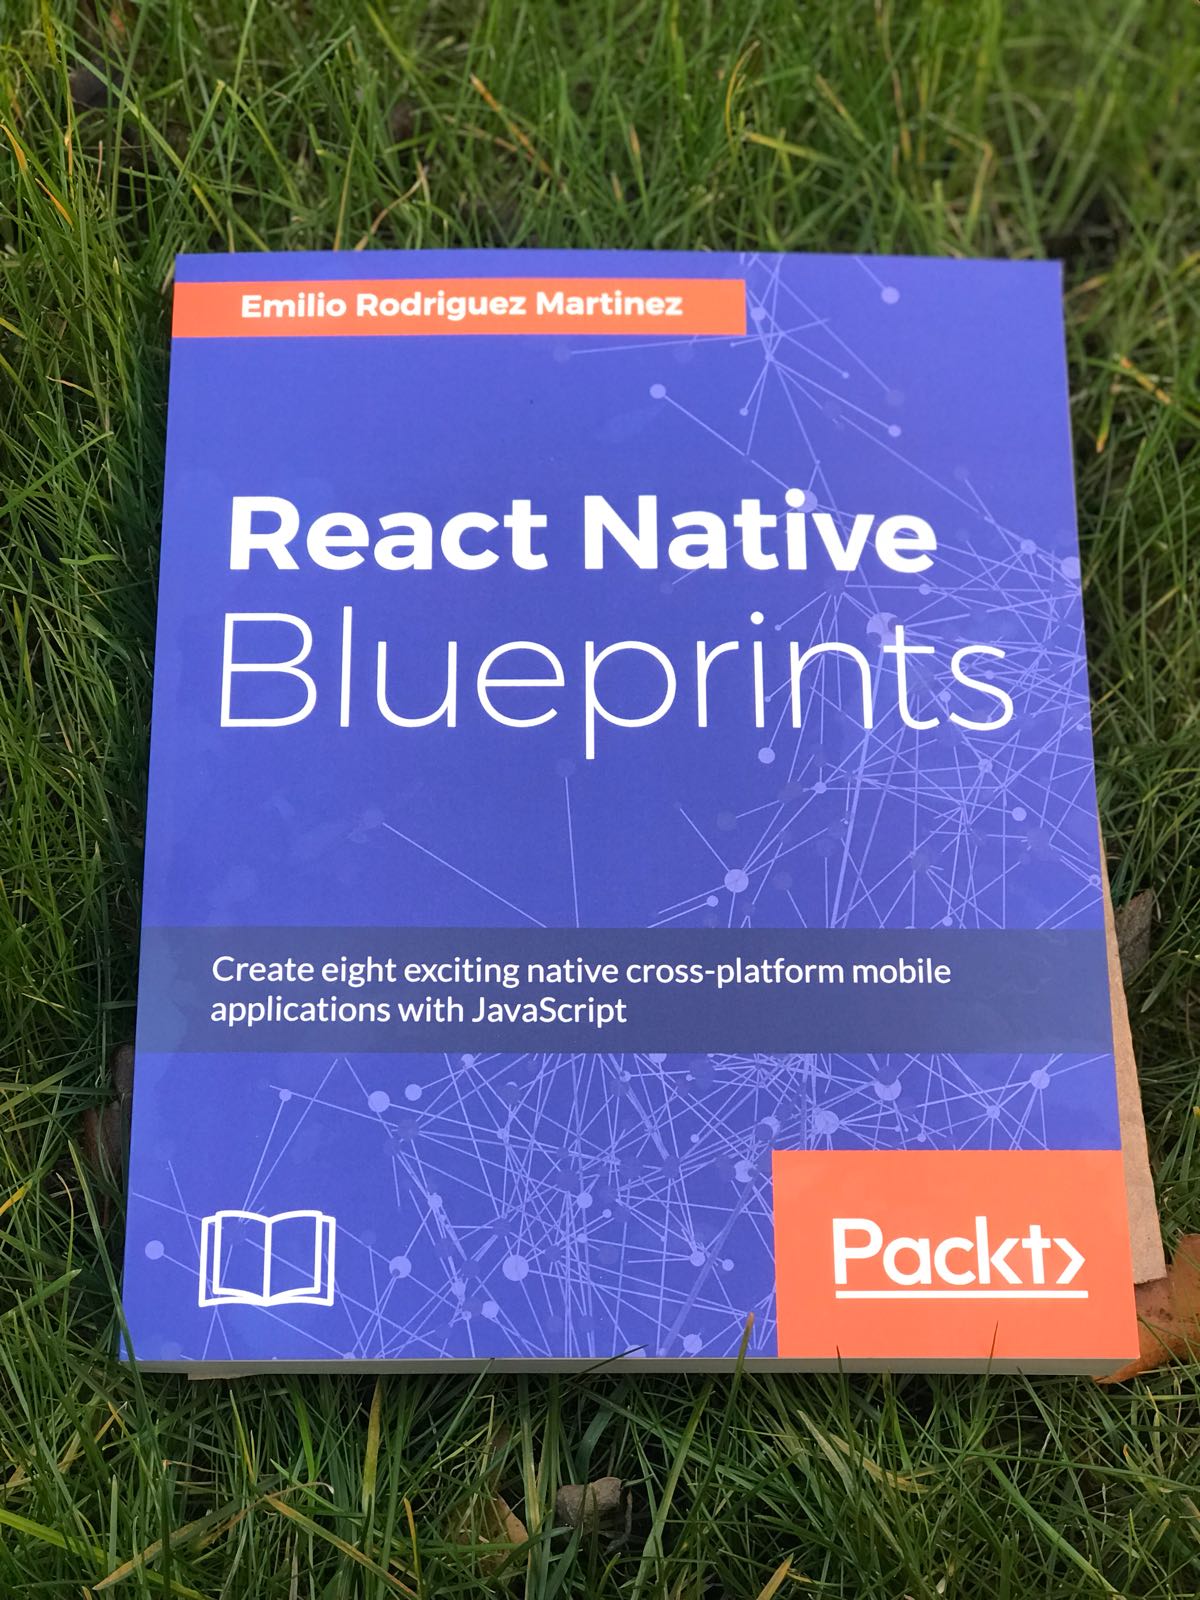 Emilio Rodriguez Martinez
React Native
Blueprints
Create eight exciting native cross-platform mobile
applications with JavaScript
Packt>